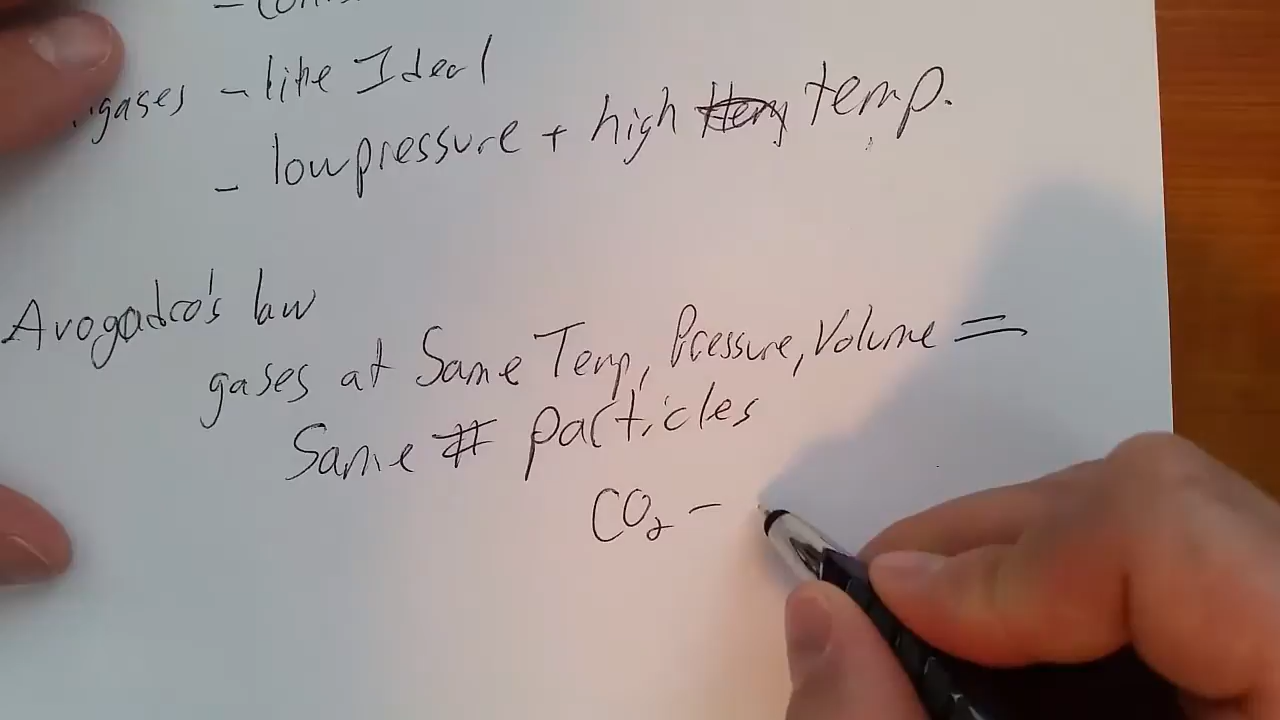 gases - like Ideal
- low pressure + high temp.
Avogadro's law
gases at Same Temp, Pressure, Volume =
Same # particles
CO₂ -